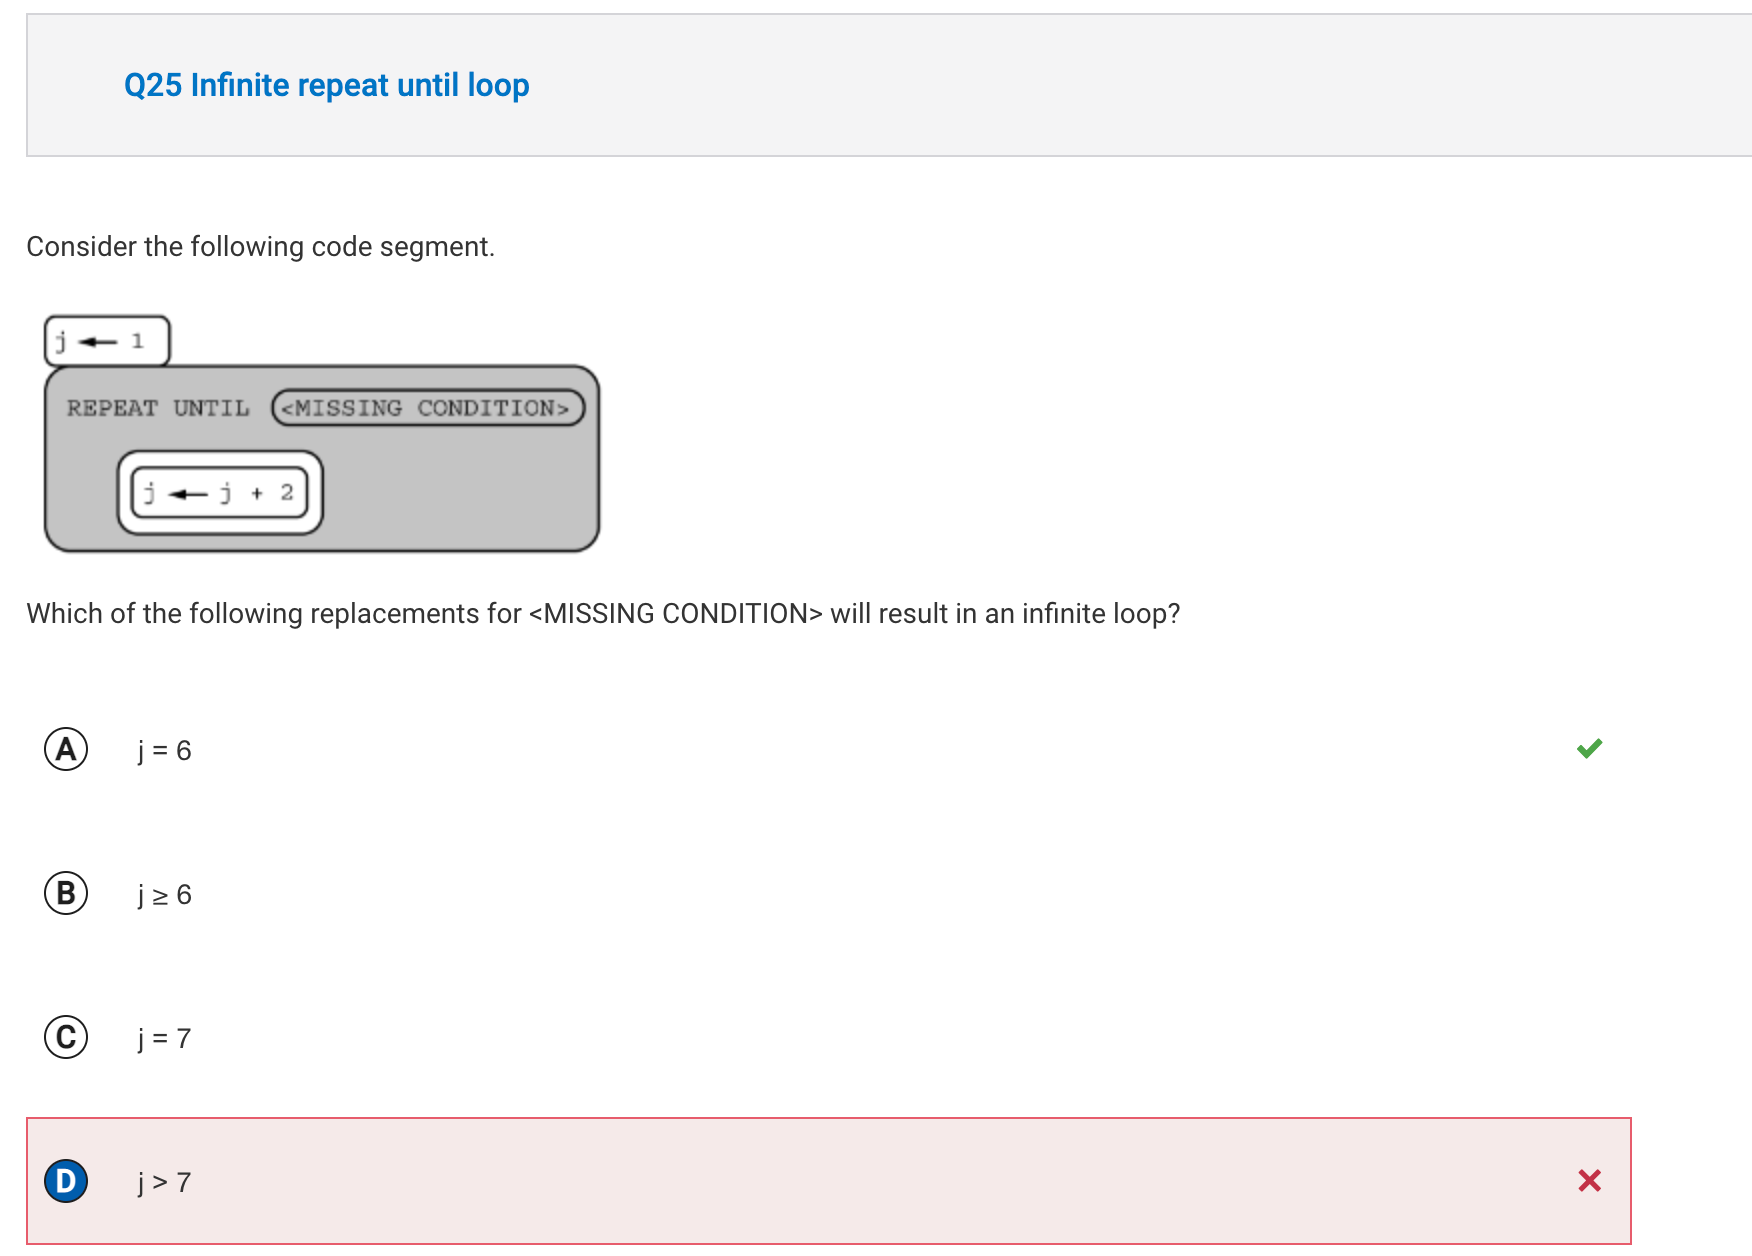 Q25 Infinite repeat until loop
Consider the following code segment.
j ← 1
REPEAT UNTIL <MISSING CONDITION>
j ← j + 2
Which of the following replacements for <MISSING CONDITION> will result in an infinite loop?
A j = 6
B j ≥ 6
C j = 7
D j > 7